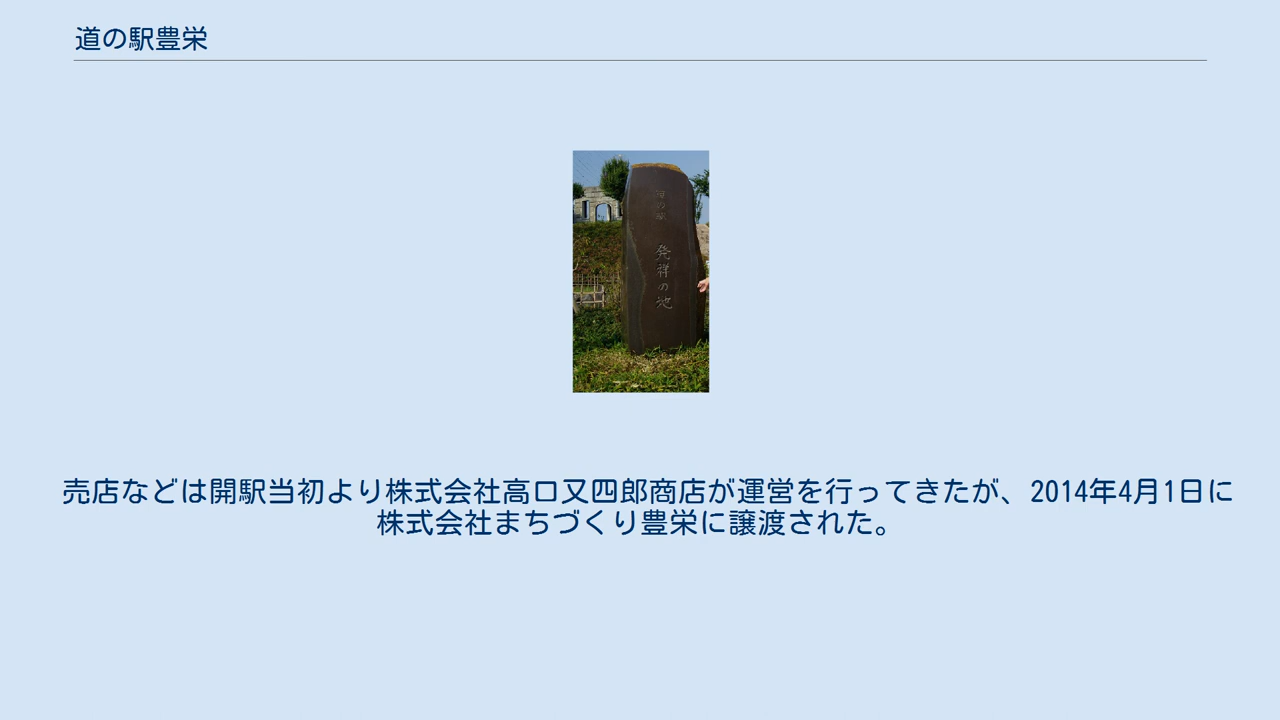 道の駅豊栄
道の駅
発祥の地
売店などは開駅当初より株式会社高口又四郎商店が運営を行ってきたが、2014年4月1日に
株式会社まちづくり豊栄に譲渡された。